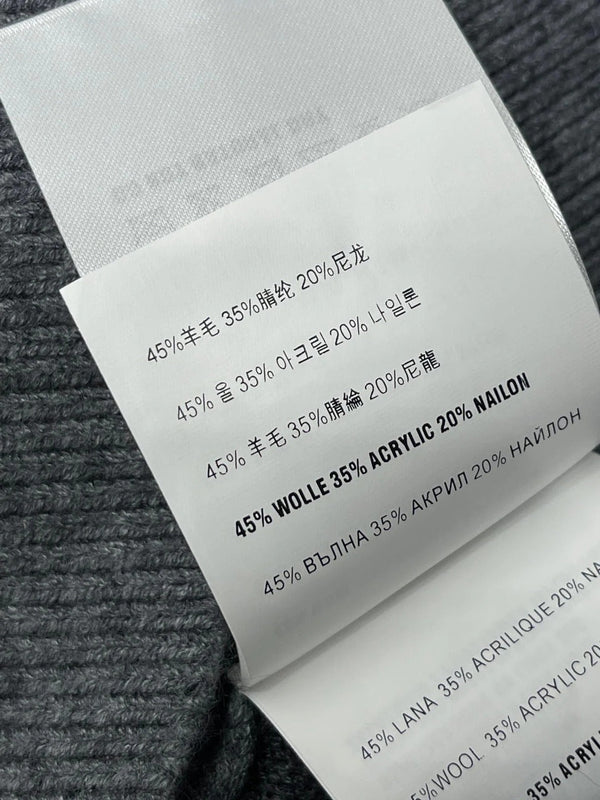 45%羊毛 35%腈纶 20%尼龙
45% 울 35% 아크릴 20% 나일론
45% 羊毛 35%腈綸 20%尼龍
45% WOLLE 35% ACRYLIC 20% NAILON
45% ВЪЛНА 35% АКРИЛ 20% НАЙЛОН
45% LANA 35% ACRILIQUE 20%
WOOL 35% ACRYLIC
35%